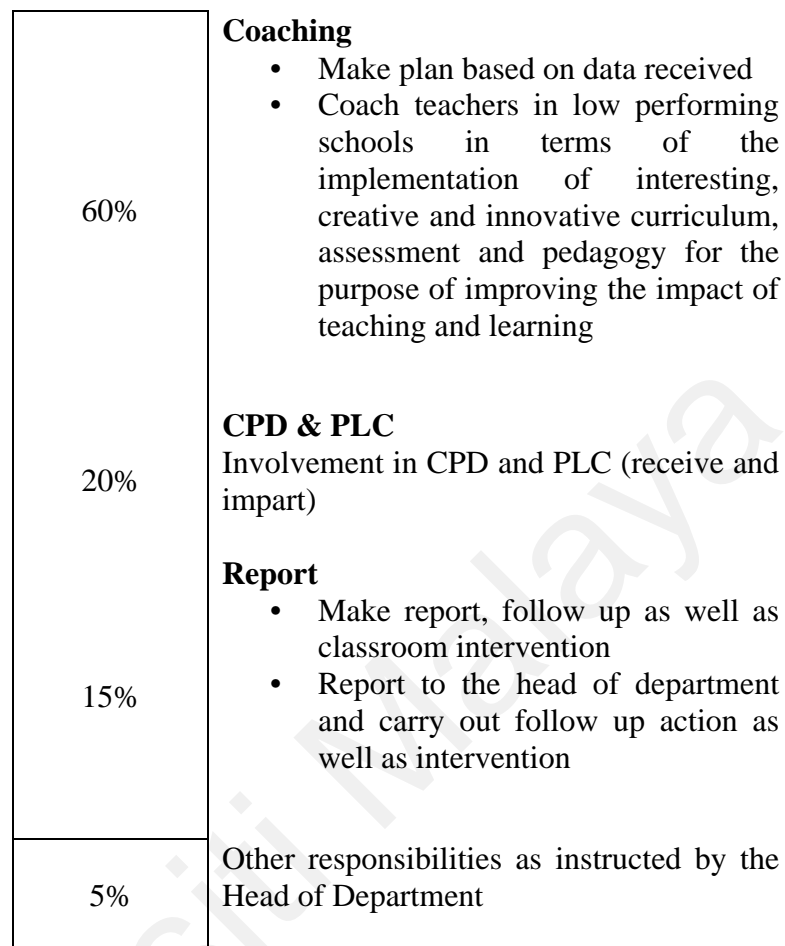 Coaching
• Make plan based on data received
• Coach teachers in low performing
schools in terms of the
implementation of interesting,
60%
creative and innovative curriculum,
assessment and pedagogy for the
purpose of improving the impact of
teaching and learning
CPD & PLC
Involvement in CPD and PLC (receive and
20%
impart)
Report
• Make report, follow up as well as
classroom intervention
• Report to the head of department
15%
and carry out follow up action as
well as intervention
Other responsibilities as instructed by the
5%
Head of Department
siti Malaya